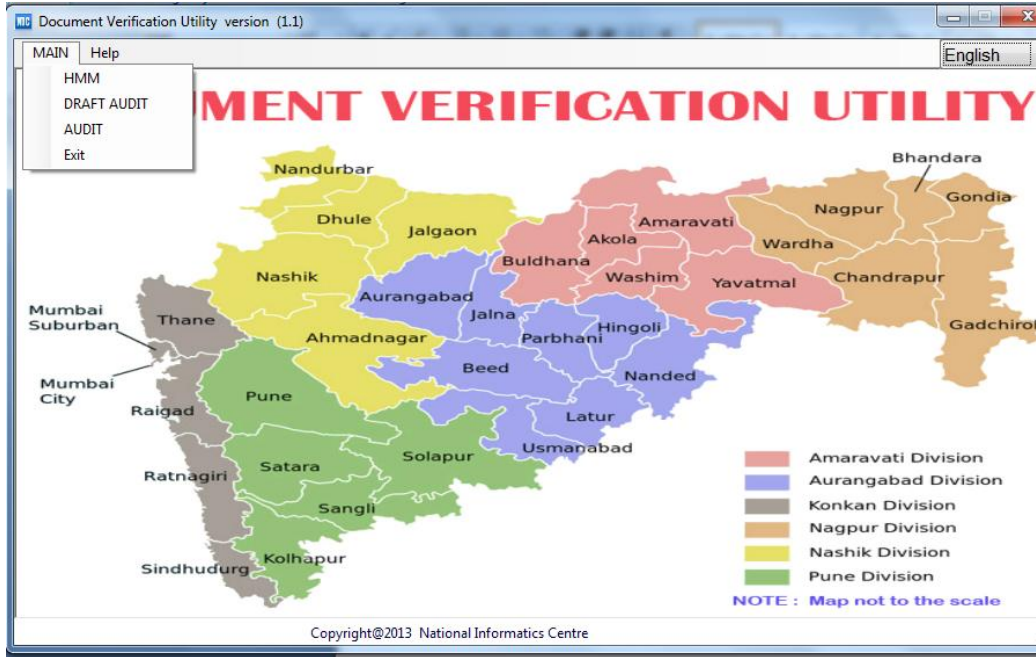 NIC Document Verification Utility version (1.1)
MAIN Help English
HMM
DRAFT AUDIT
AUDIT
Exit
UMENT VERIFICATION UTILITY
Nandurbar
Bhandara
Gondia
Dhule
Jalgaon
Amaravati
Nagpur
Akola
Wardha
Buldhana
Nashik
Washim
Yavatmal
Chandrapur
Aurangabad
Mumbai
Suburban
Thane
Jalna
Hingoli
Gadchirol
Ahmadnagar
Parbhani
Beed
Nanded
Mumbai
City
Pune
Raigad
Latur
Usmanabad
Solapur
Satara
Ratnagiri
Sangli
Kolhapur
Sindhudurg
Amaravati Division
Aurangabad Division
Konkan Division
Nagpur Division
Nashik Division
Pune Division
NOTE : Map not to the scale
Copyright@2013 National Informatics Centre